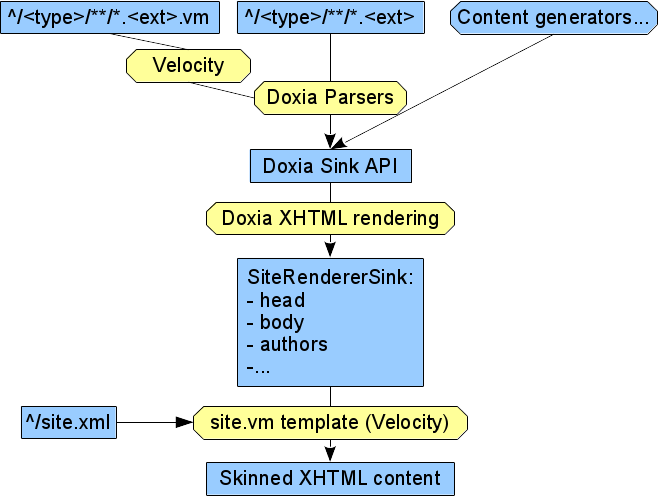 ^/<type>/**/*.<ext>.vm
^/<type>/**/*.<ext>
Content generators...
Velocity
Doxia Parsers
Doxia Sink API
Doxia XHTML rendering
SiteRendererSink:
- head
- body
- authors
-...
^/site.xml
site.vm template (Velocity)
Skinned XHTML content